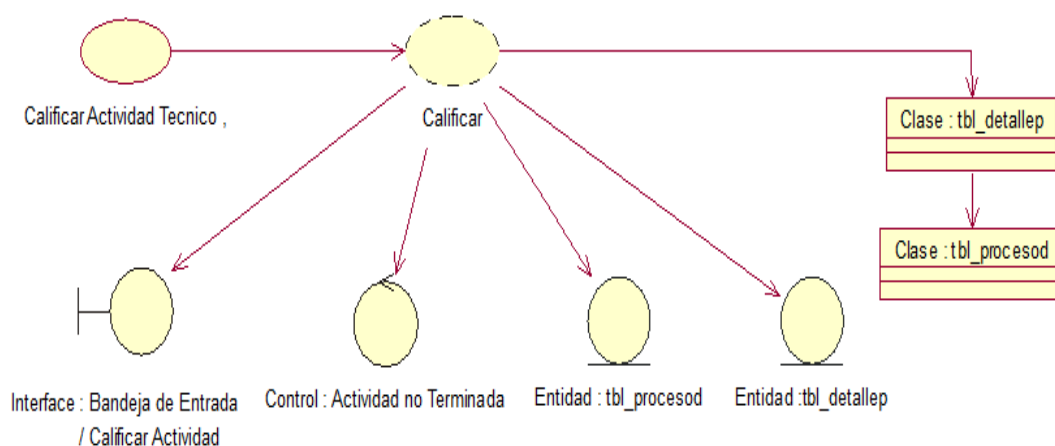 Calificar Actividad Tecnico ,
Calificar
Clase : tbl_detallep
Clase : tbl_procesod
Interface : Bandeja de Entrada
/ Calificar Actividad
Control : Actividad no Terminada
Entidad : tbl_procesod
Entidad :tbl_detallep